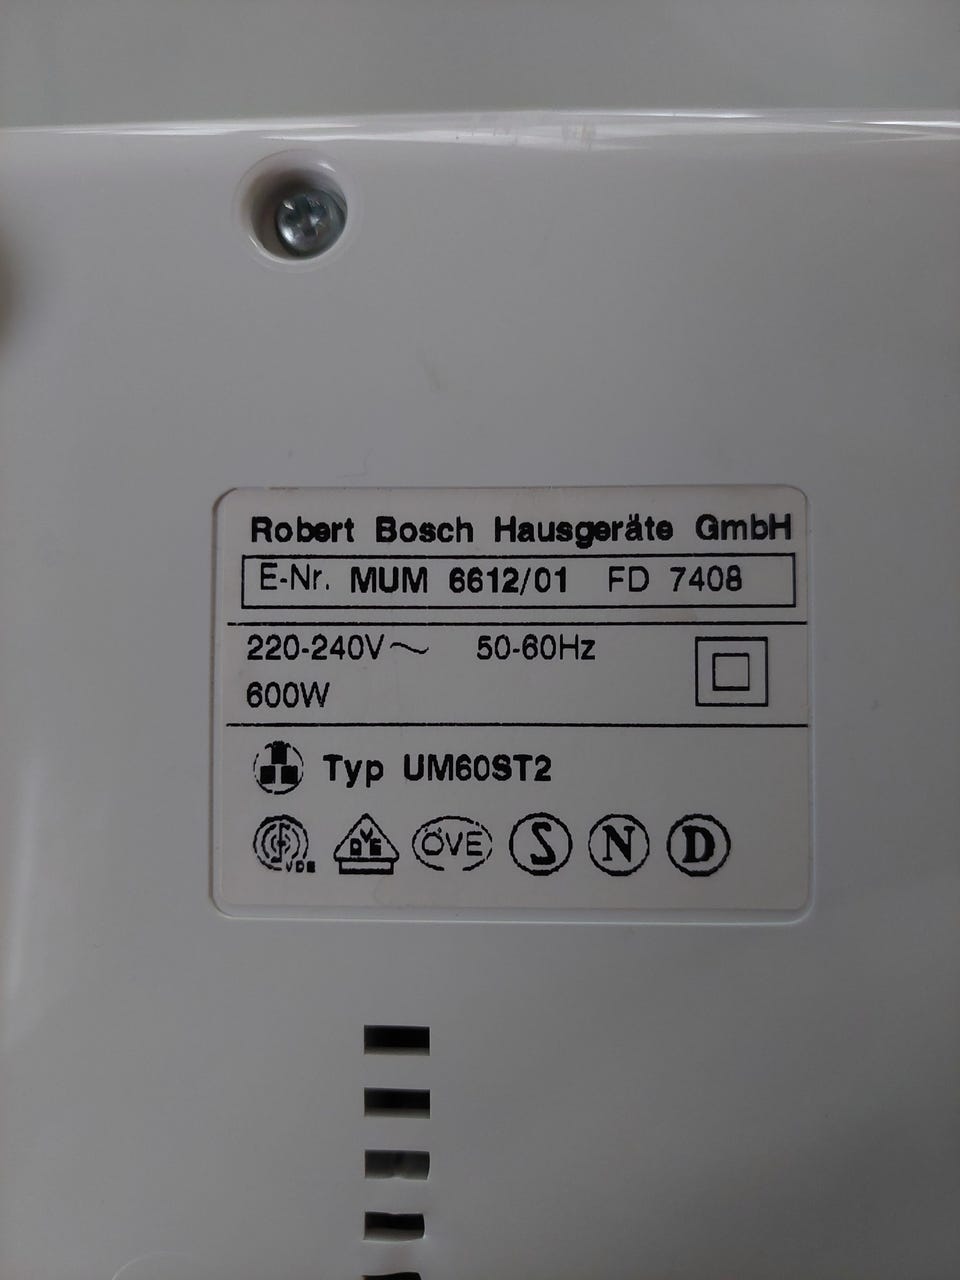 Robert Bosch Hausgeräte GmbH
E-Nr. MUM 6612/01 FD 7408
220-240V~ 50-60Hz
600W
Typ UM60ST2
VDE DVE ÖVE S N D